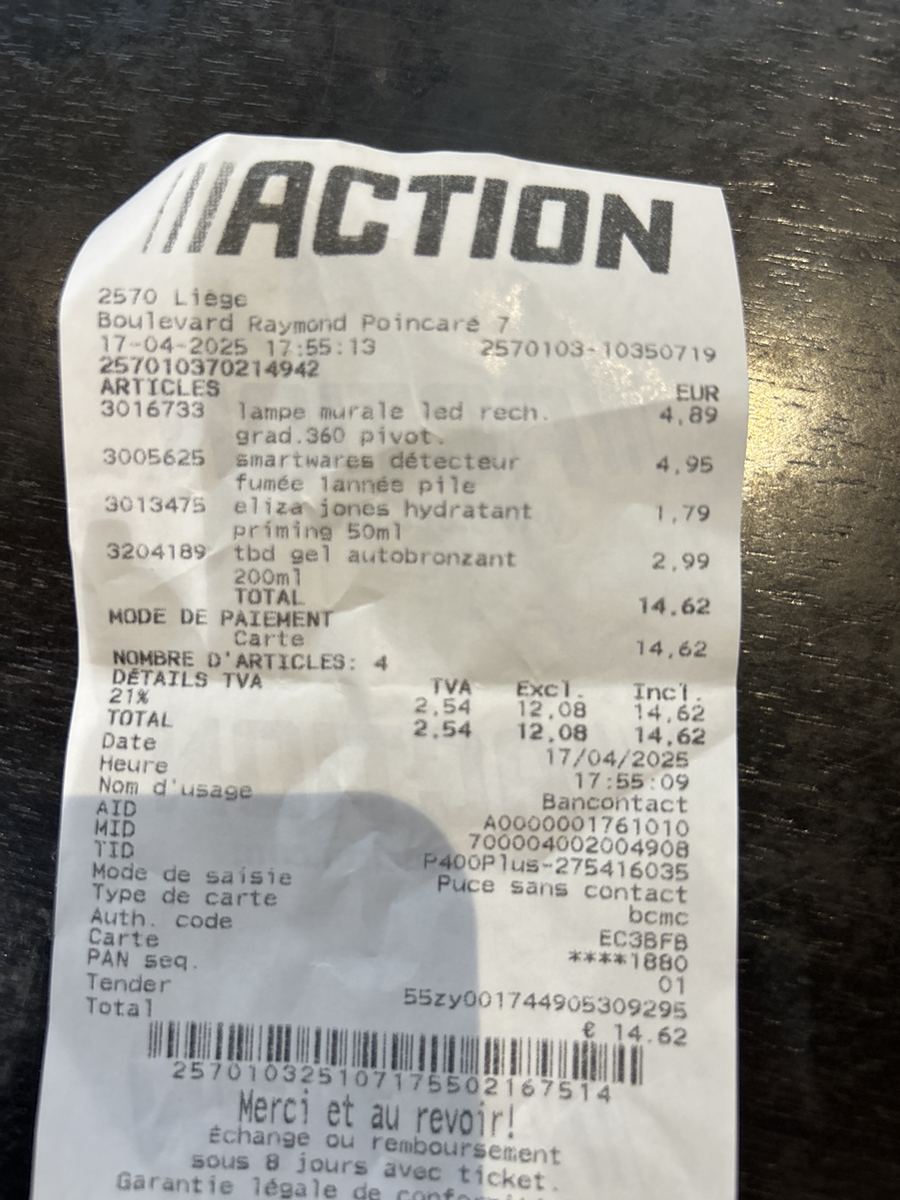 ACTION
2570 Liège
Boulevard Raymond Poincaré 7
17-04-2025 17:55:13 2570103-10350719
257010370214942
ARTICLES EUR
3016733 lampe murale led rech. 4,89
grad.360 pivot.
3005625 smartwares détecteur 4,95
fumée 1année pile
3013475 eliza jones hydratant 1,79
priming 50ml
3204189 tbd gel autobronzant 2,99
200ml
TOTAL 14,62
MODE DE PAIEMENT
Carte 14,62
NOMBRE D'ARTICLES: 4
DÉTAILS TVA TVA Excl. Incl.
21% 2,54 12,08 14,62
TOTAL 2,54 12,08 14,62
Date 17/04/2025
Heure 17:55:09
Nom d'usage Bancontact
AID A0000001761010
MID 700004002004908
TID P400Plus-275416035
Mode de saisie Puce sans contact
Type de carte bcmc
Auth. code EC3BFB
Carte ****1880
PAN seq. 01
Tender 55zy001744905309295
Total € 14.62
257010325107175502167514
Merci et au revoir!
Échange ou remboursement
sous 8 jours avec ticket.
Garantie légale de